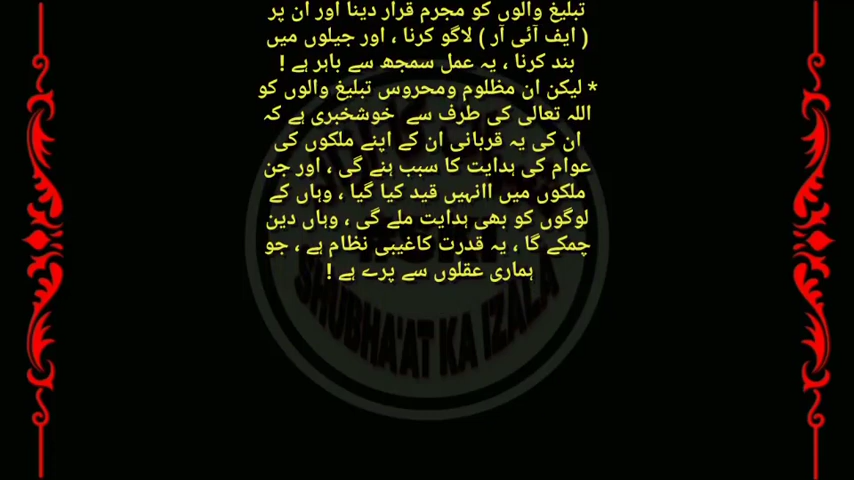 تبلیغ والوں کو مجرم قرار دینا اور ان پر
( ایف آئی آر ) لاگو کرنا ، اور جیلوں میں
بند کرنا ، یہ عمل سمجھ سے باہر ہے !
* لیکن ان مظلوم ومحروس تبلیغ والوں کو
اللہ تعالی کی طرف سے خوشخبری ہے کہ
ان کی یہ قربانی ان کے اپنے ملکوں کی
عوام کی ہدایت کا سبب بنے گی ، اور جن
ملکوں میں اانہیں قید کیا گیا ، وہاں کے
لوگوں کو بھی ہدایت ملے گی ، وہاں دین
چمکے گا ، یہ قدرت کاغیبی نظام ہے ، جو
ہماری عقلوں سے پرے ہے !
SHUBHA'AT KA IZALA